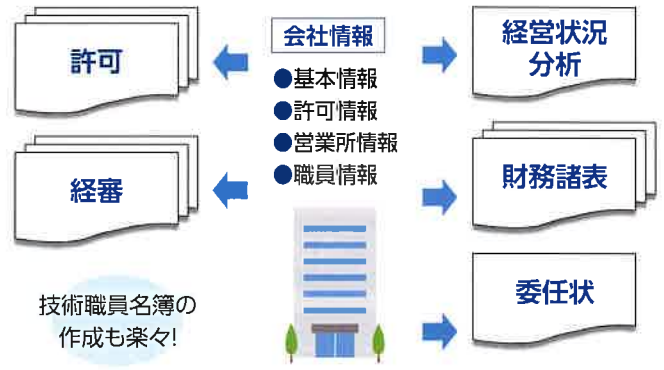 許可
経審
会社情報
●基本情報
●許可情報
●営業所情報
●職員情報
経営状況
分析
財務諸表
委任状
技術職員名簿の
作成も楽々!